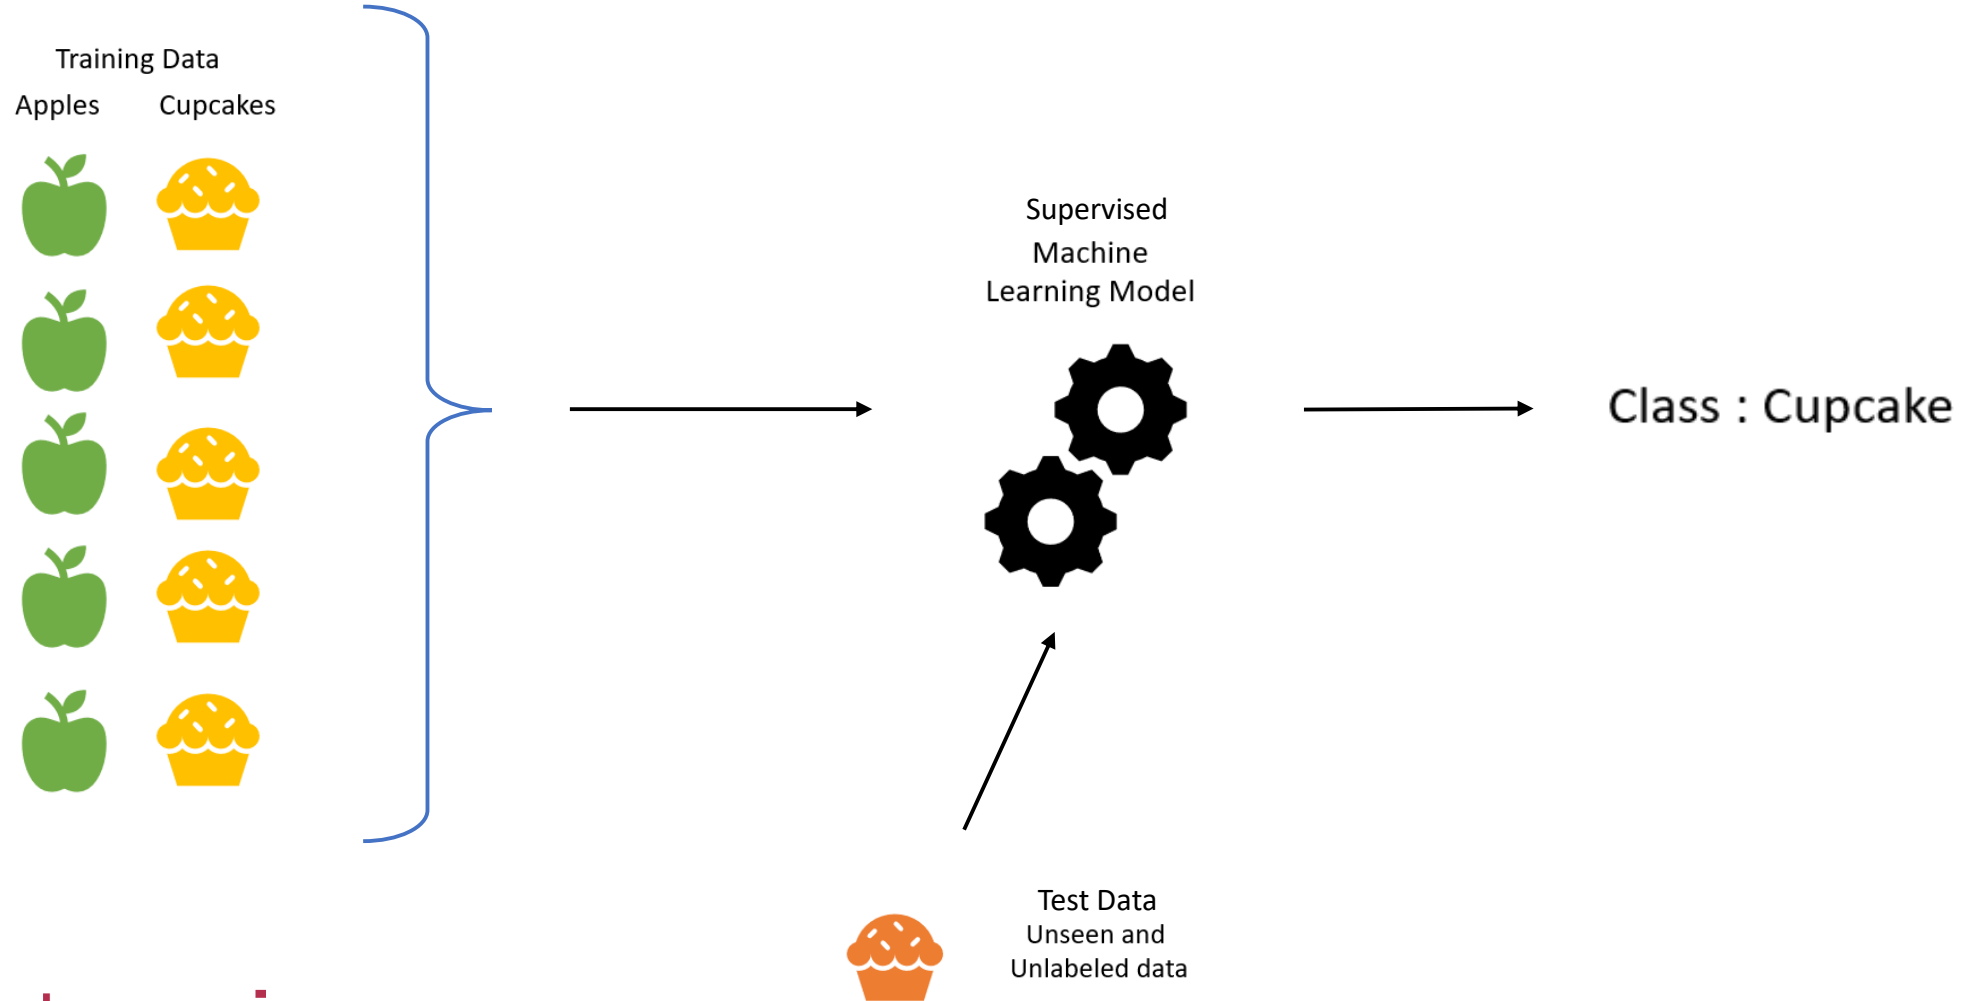 Training Data
Apples Cupcakes
Supervised
Machine
Learning Model
Class : Cupcake
Test Data
Unseen and
Unlabeled data